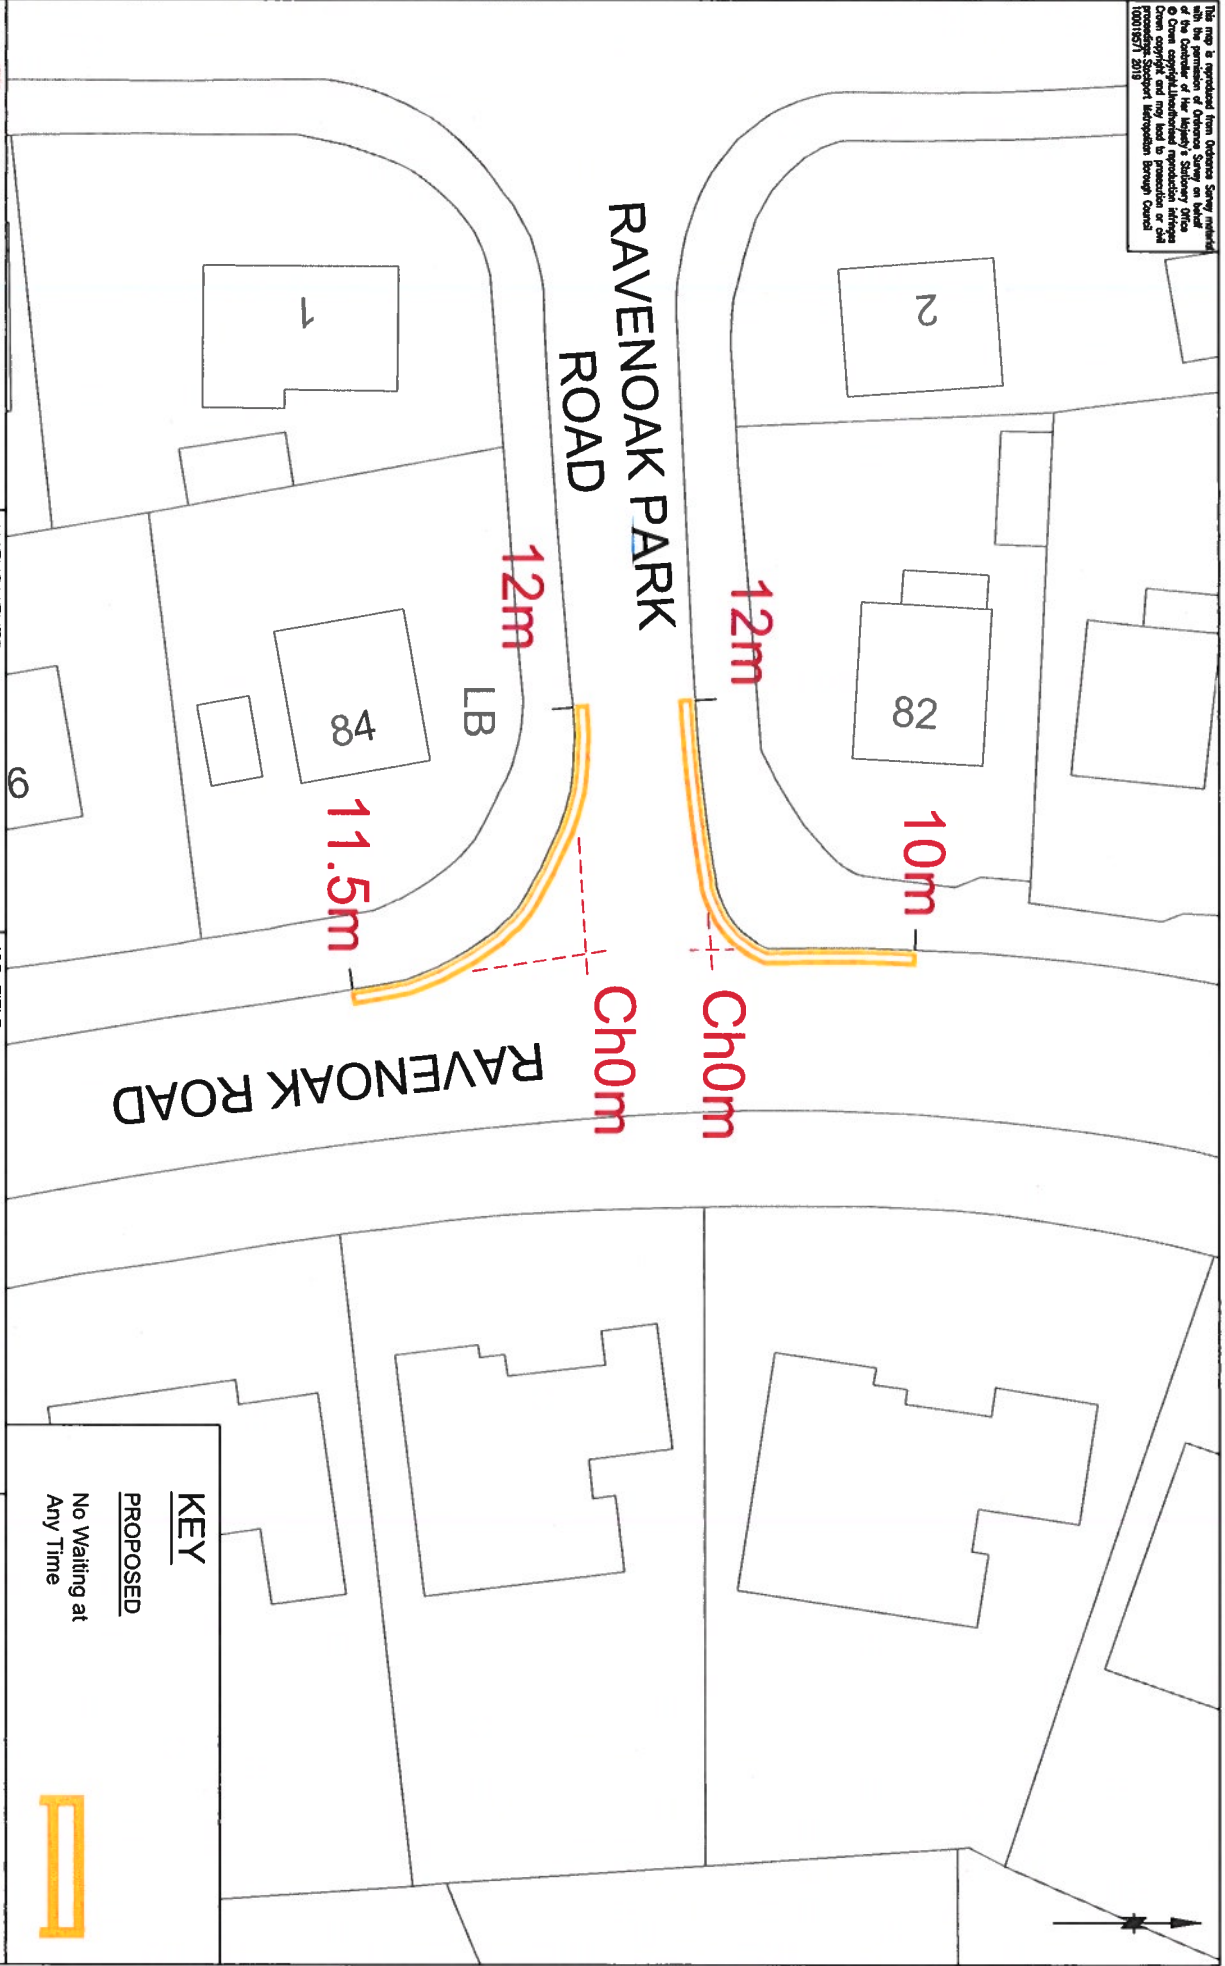 This map is reproduced from Ordnance Survey material
with the permission of Ordnance Survey on behalf
of the Controller of Her Majesty's Stationery Office
© Crown copyright.Unauthorised reproduction infringes
Crown copyright and may lead to prosecution or civil
proceedings. Stockport Metropolitan Borough Council
100019571 2019
2
1
RAVENOAK PARK
ROAD
12m
12m
82
LB
84
6
10m
11.5m
Ch0m
Ch0m
RAVENOAK ROAD
KEY
PROPOSED
No Waiting at
Any Time